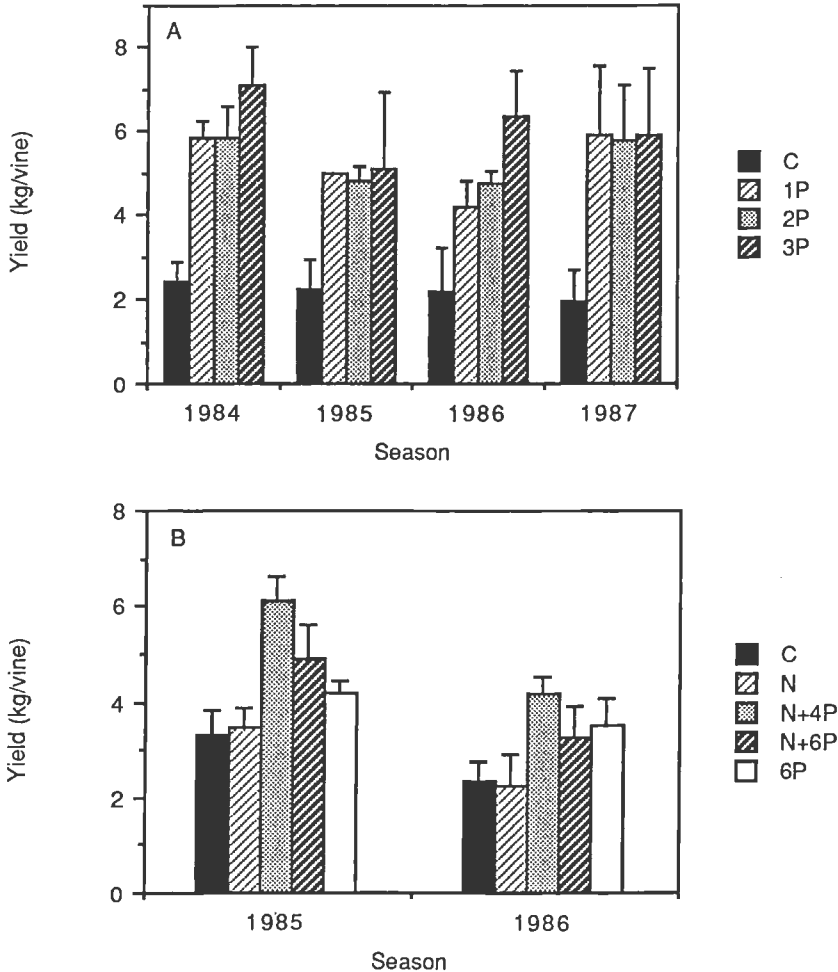 A
8
6
4
2
0
Yield (kg/vine)
1984 1985 1986 1987
Season
C
1P
2P
3P
B
8
6
4
2
0
Yield (kg/vine)
1985 1986
Season
C
N
N+4P
N+6P
6P